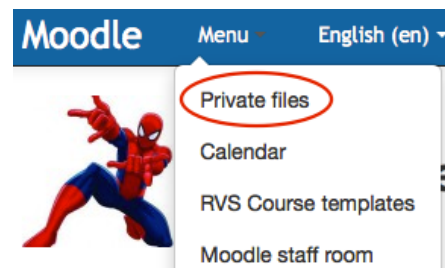 Moodle Menu English (en)
Private files
Calendar
RVS Course templates
Moodle staff room